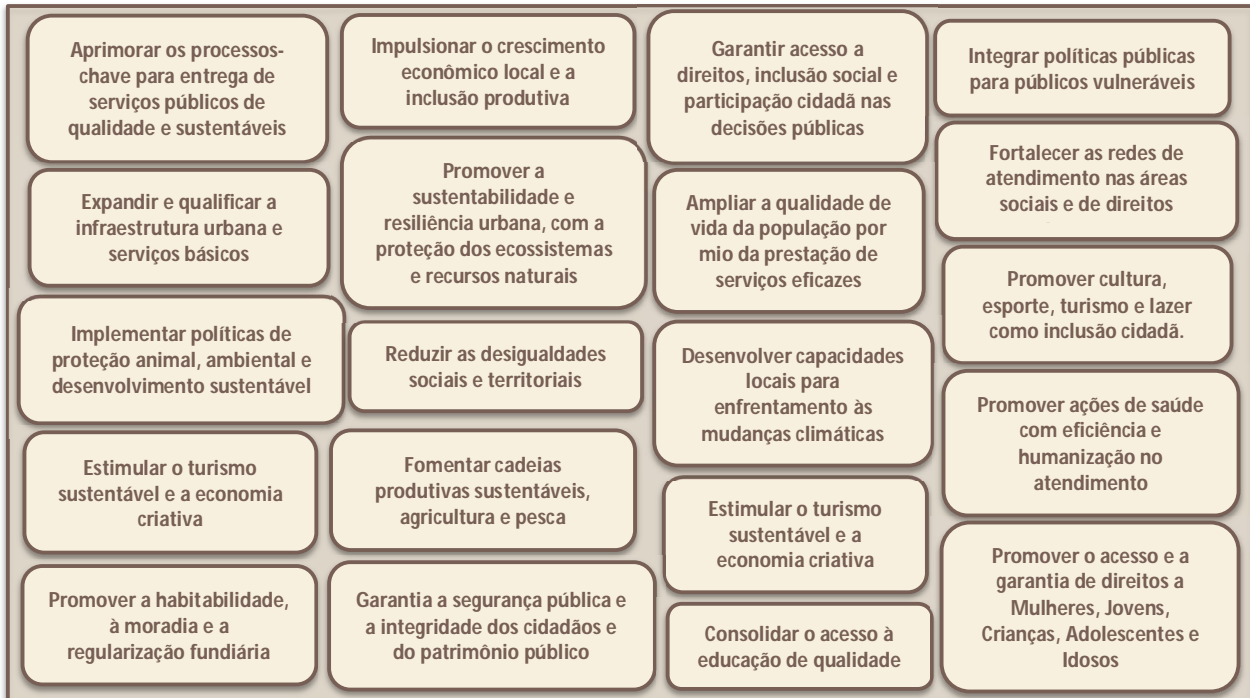 Aprimorar os processos-
chave para entrega de
serviços públicos de
qualidade e sustentáveis
Expandir e qualificar a
infraestrutura urbana e
serviços básicos
Implementar políticas de
proteção animal, ambiental e
desenvolvimento sustentável
Estimular o turismo
sustentável e a economia
criativa
Promover a habitabilidade,
à moradia e a
regularização fundiária
Impulsionar o crescimento
econômico local e a
inclusão produtiva
Promover a
sustentabilidade e
resiliência urbana, com a
proteção dos ecossistemas
e recursos naturais
Reduzir as desigualdades
sociais e territoriais
Fomentar cadeias
produtivas sustentáveis,
agricultura e pesca
Garantia a segurança pública e
a integridade dos cidadãos e
do patrimônio público
Garantir acesso a
direitos, inclusão social e
participação cidadã nas
decisões públicas
Ampliar a qualidade de
vida da população por
mio da prestação de
serviços eficazes
Desenvolver capacidades
locais para
enfrentamento às
mudanças climáticas
Estimular o turismo
sustentável e a
economia criativa
Consolidar o acesso à
educação de qualidade
Integrar políticas públicas
para públicos vulneráveis
Fortalecer as redes de
atendimento nas áreas
sociais e de direitos
Promover cultura,
esporte, turismo e lazer
como inclusão cidadã.
Promover ações de saúde
com eficiência e
humanização no
atendimento
Promover o acesso e a
garantia de direitos a
Mulheres, Jovens,
Crianças, Adolescentes e
Idosos